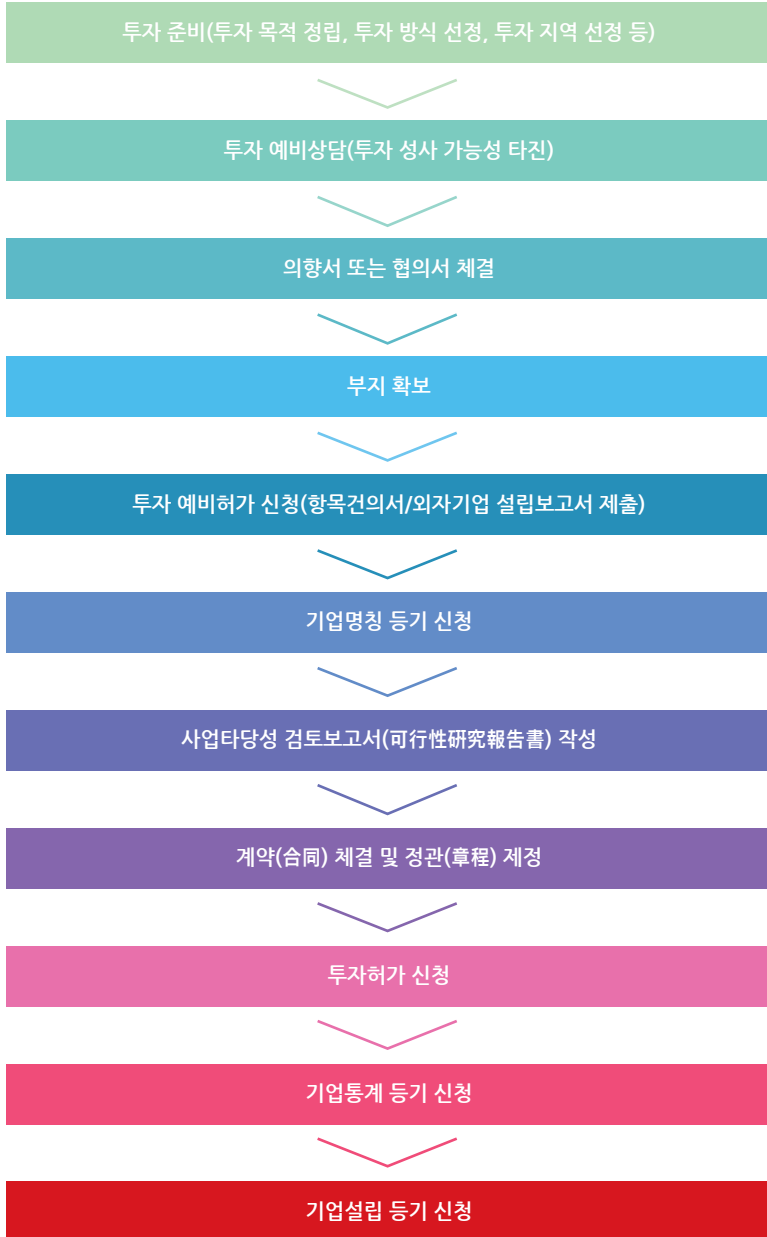 투자 준비(투자 목적 정립, 투자 방식 선정, 투자 지역 선정 등)
투자 예비상담(투자 성사 가능성 타진)
의향서 또는 협의서 체결
부지 확보
투자 예비허가 신청(항목건의서/외자기업 설립보고서 제출)
기업명칭 등기 신청
사업타당성 검토보고서(可行性研究報告書) 작성
계약(合同) 체결 및 정관(章程) 제정
투자허가 신청
기업통계 등기 신청
기업설립 등기 신청